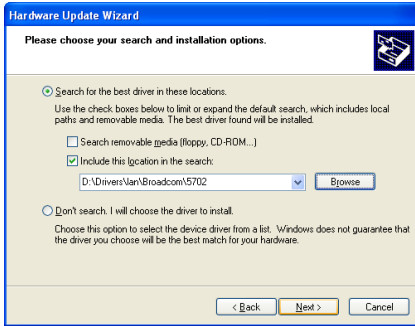 Hardware Update Wizard
Please choose your search and installation options.
Search for the best driver in these locations.
Use the check boxes below to limit or expand the default search, which includes local
paths and removable media. The best driver found will be installed.
Search removable media (floppy, CD-ROM...)
Include this location in the search:
D:\Drivers\lan\Broadcom\5702
Browse
Don't search. I will choose the driver to install.
Choose this option to select the device driver from a list. Windows does not guarantee that
the driver you choose will be the best match for your hardware.
< Back
Next >
Cancel